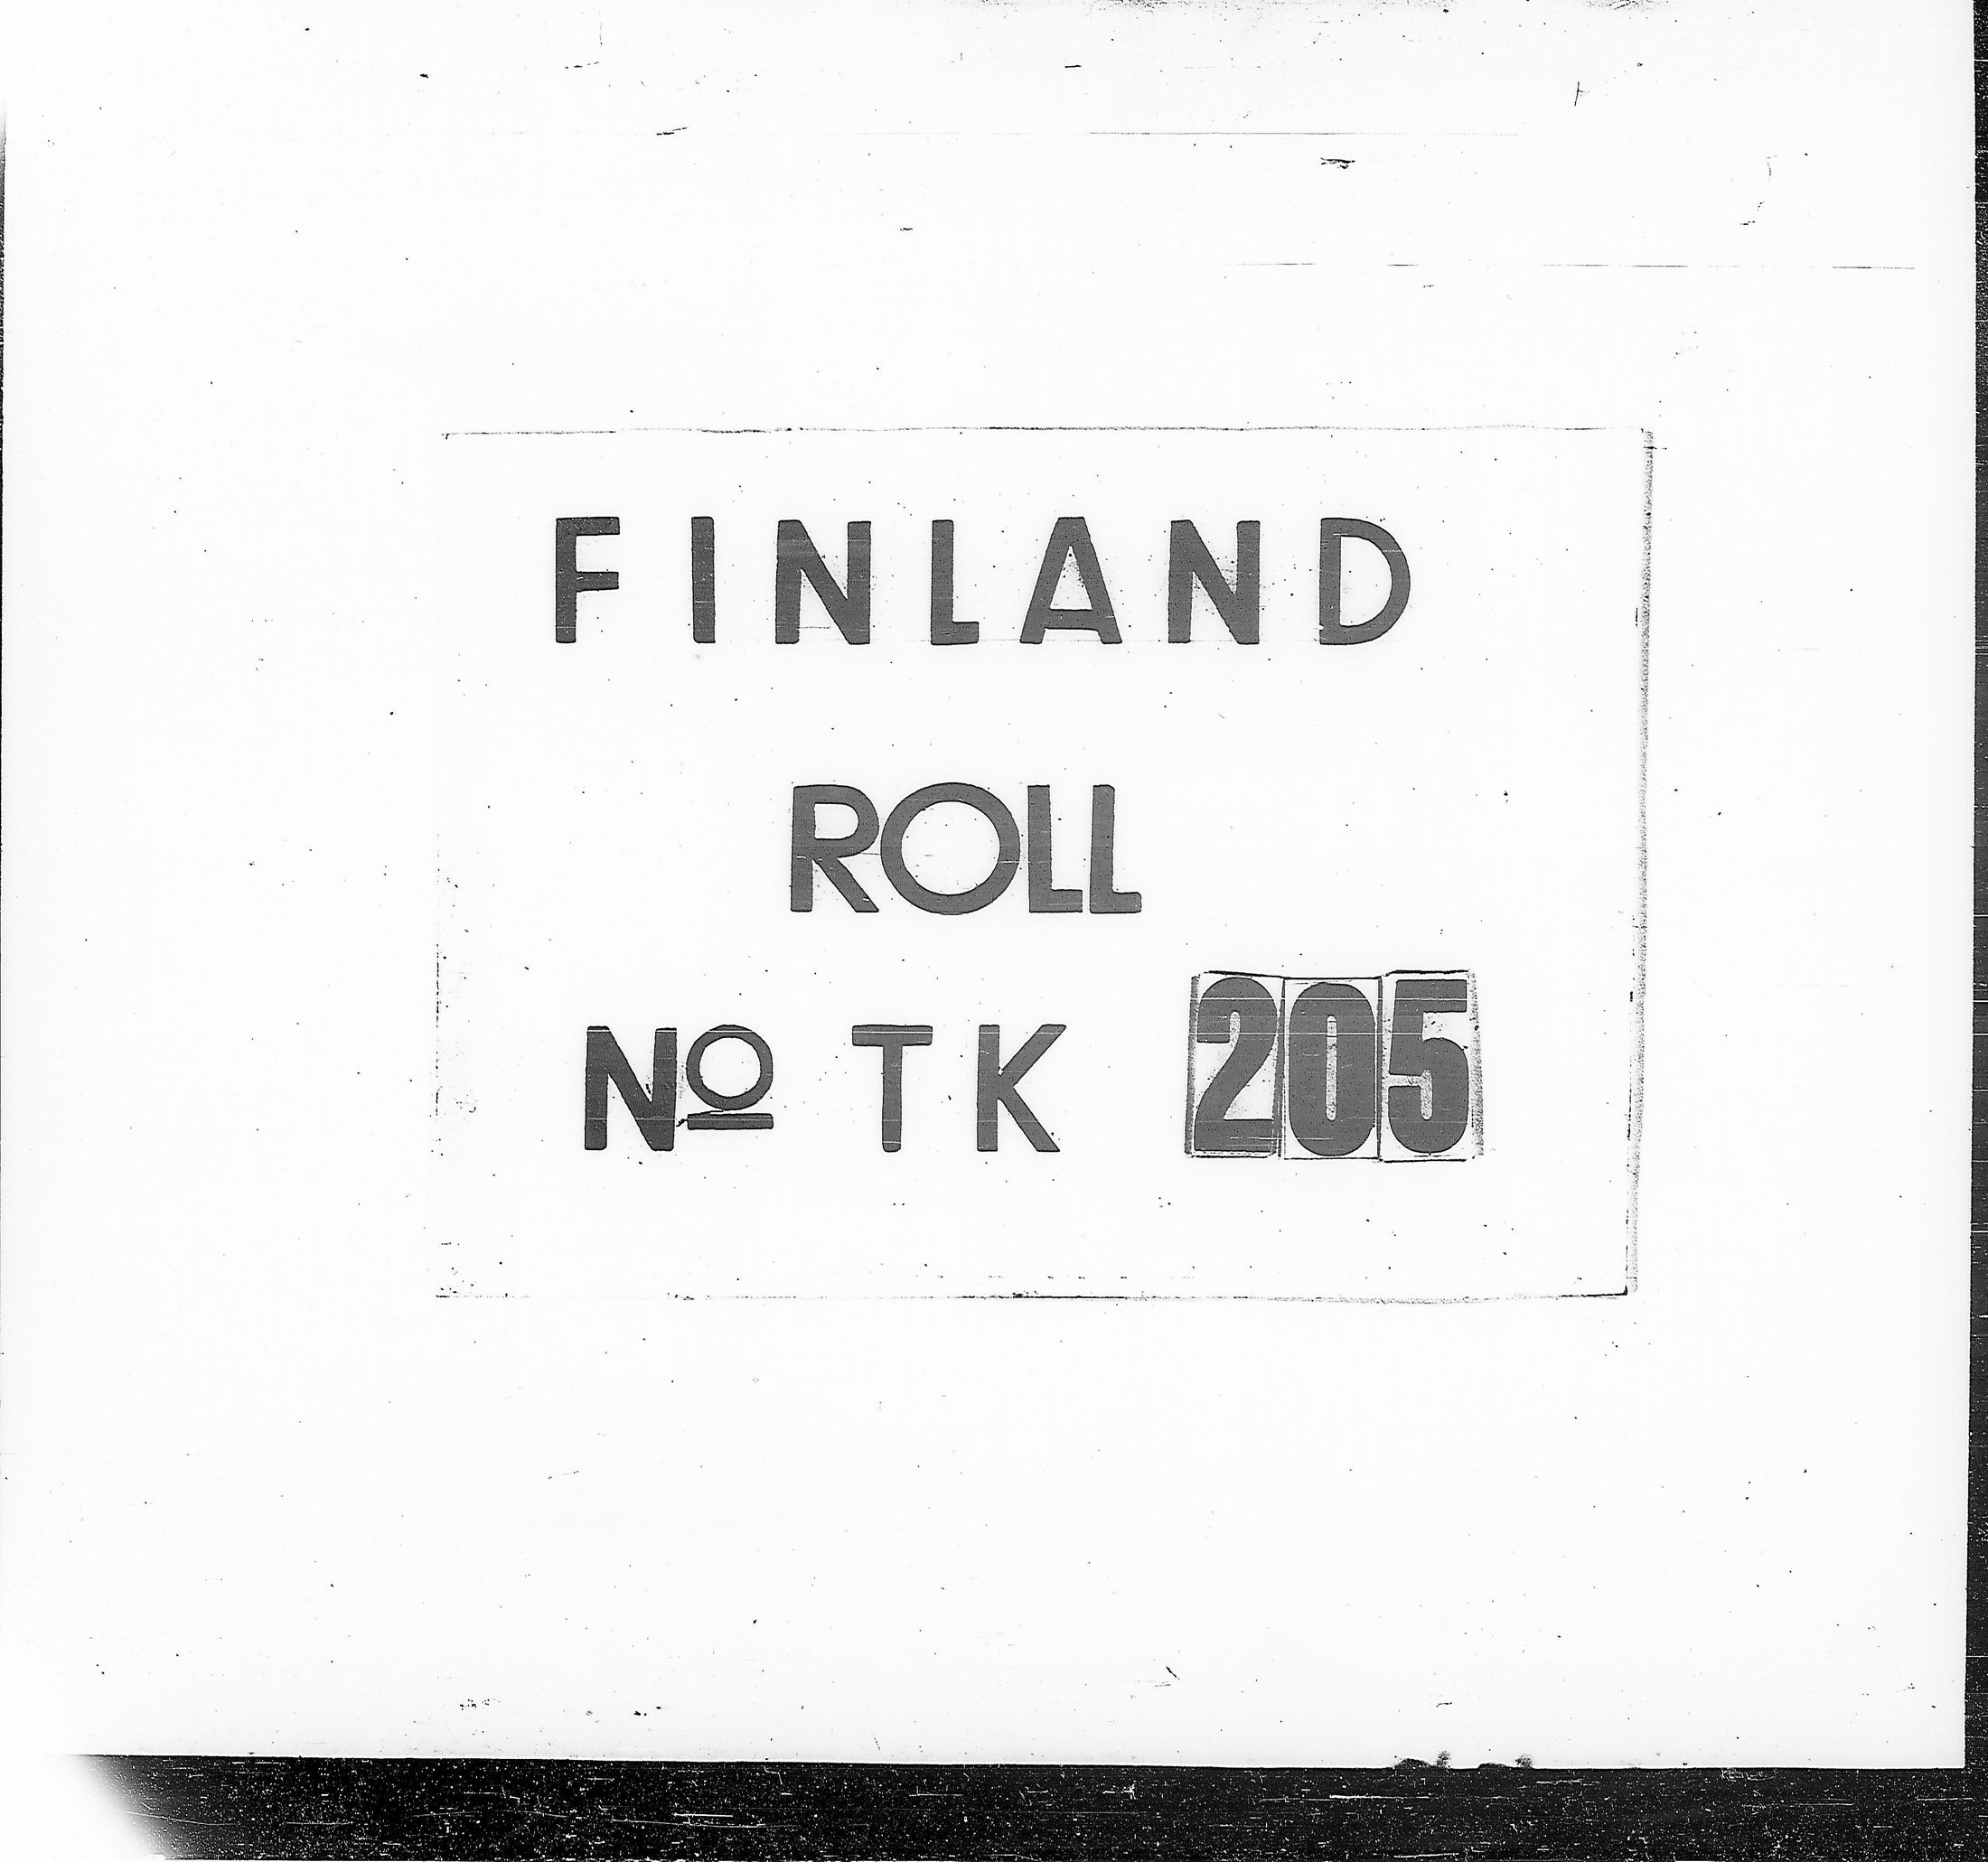 FINLAND
ROLL
Nº TK 205